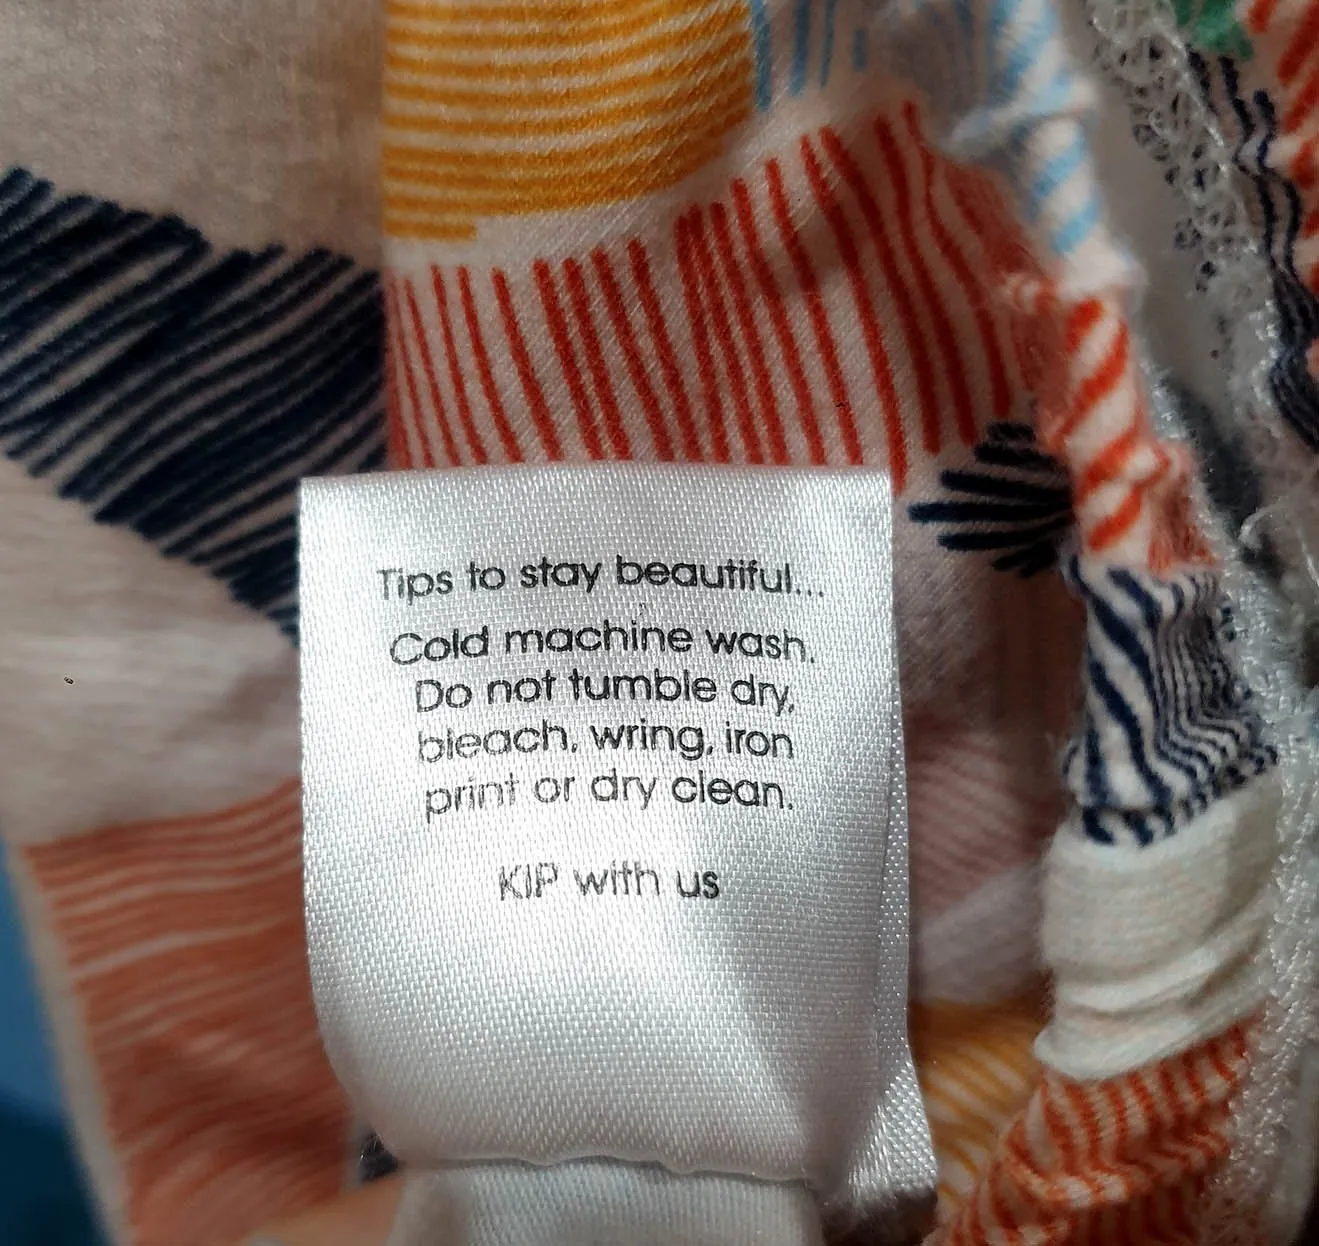 Tips to stay beautiful...
Cold machine wash.
Do not tumble dry,
bleach, wring, iron
print or dry clean.
KIP with us